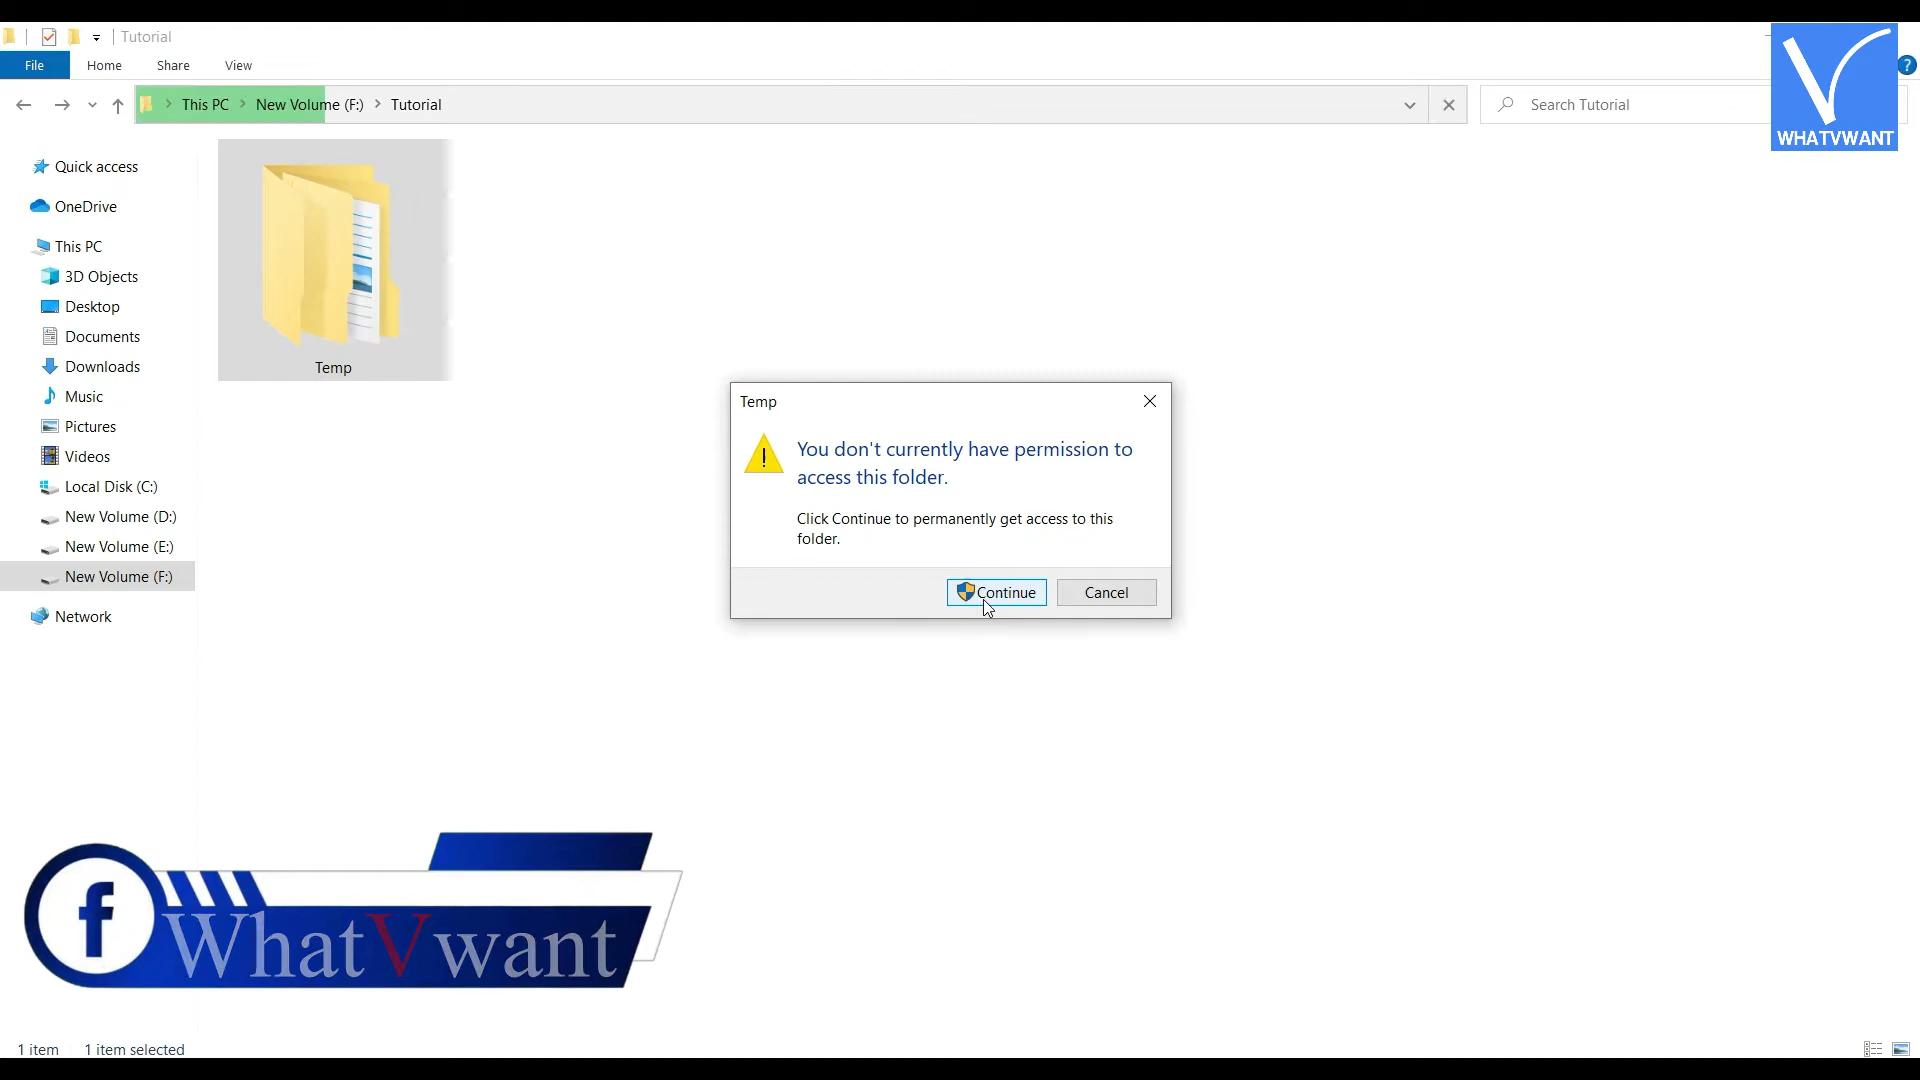 Tutorial
File Home Share View
This PC New Volume (F:) Tutorial
Search Tutorial
WHATVWANT
Quick access
OneDrive
This PC
3D Objects
Desktop
Documents
Downloads
Music
Pictures
Videos
Local Disk (C:)
New Volume (D:)
New Volume (E:)
New Volume (F:)
Network
Temp
Temp
You don't currently have permission to
access this folder.
Click Continue to permanently get access to this
folder.
Continue Cancel
f
WhatVwant
1 item 1 item selected